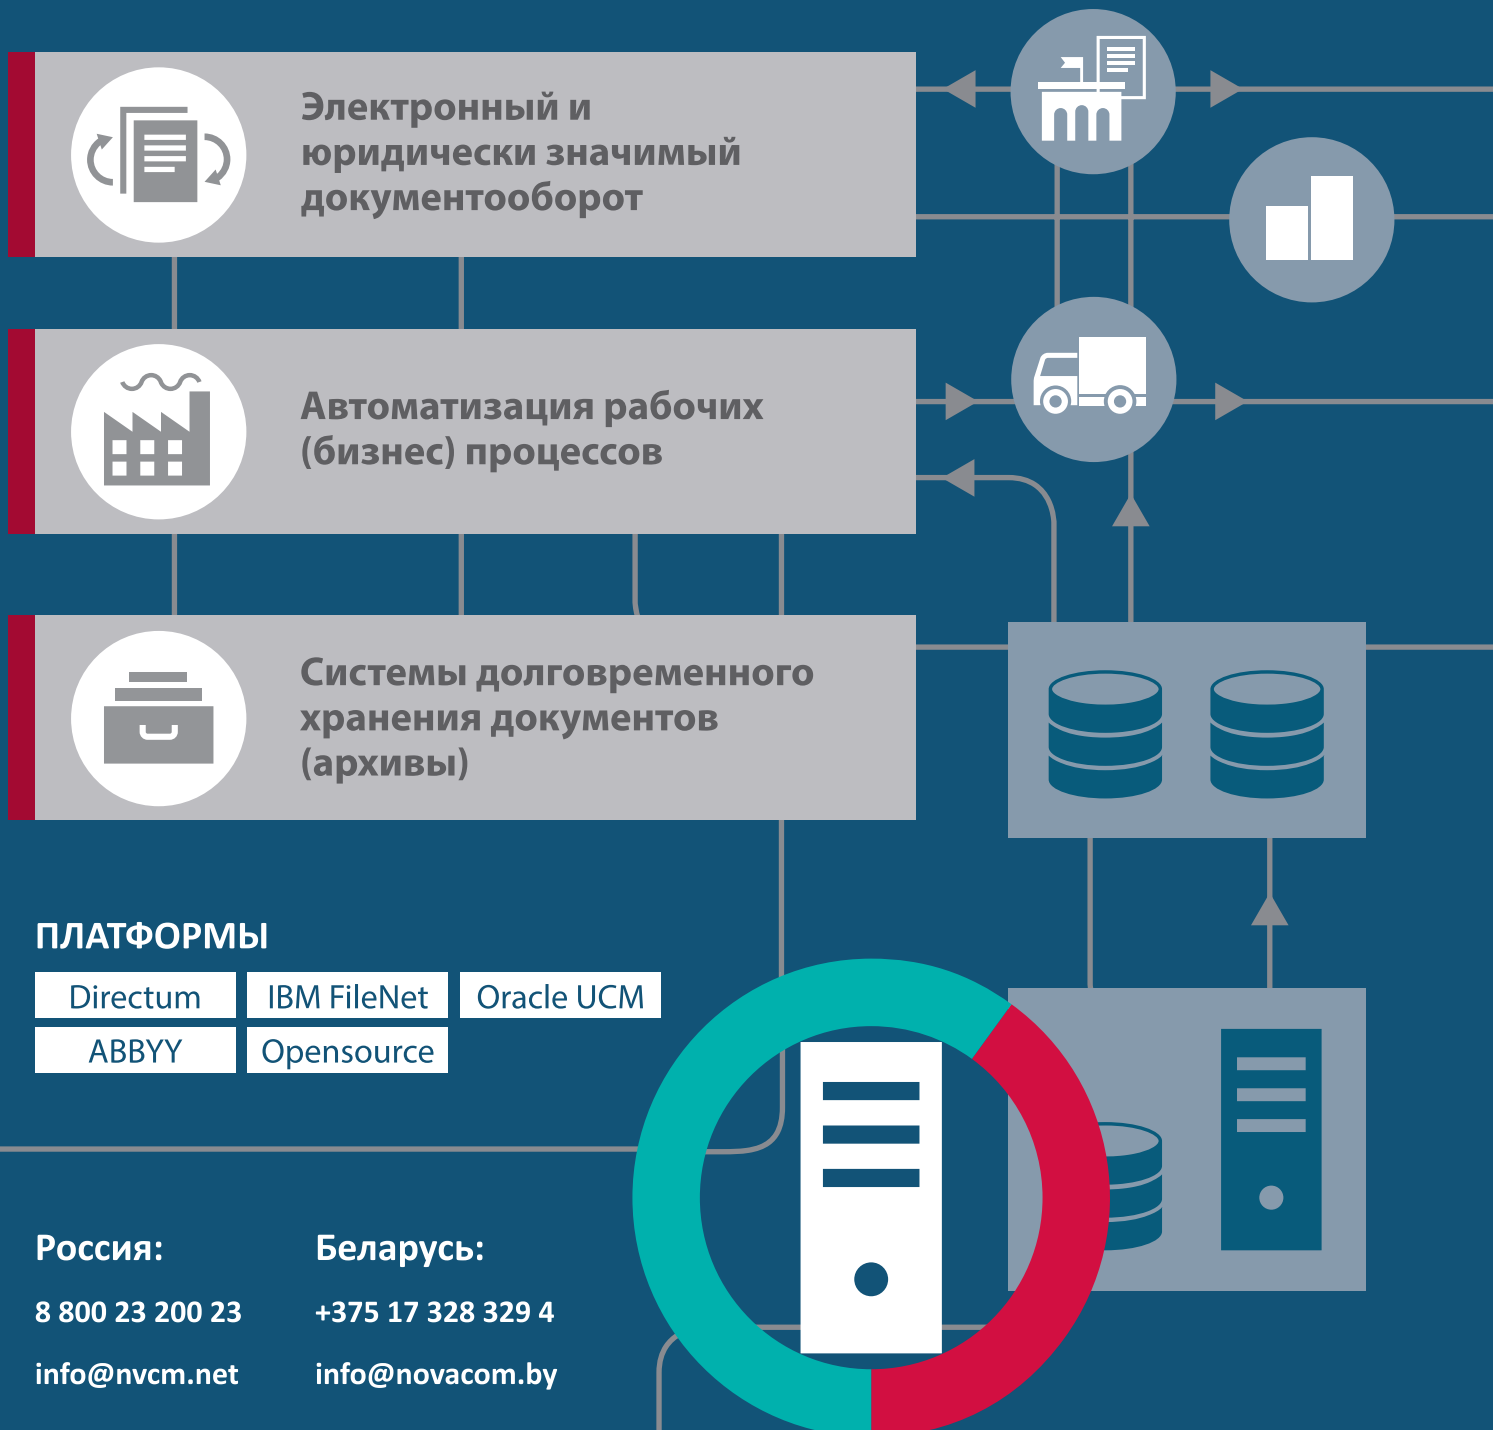 Электронный и
юридически значимый
документооборот
Автоматизация рабочих
(бизнес) процессов
Системы долговременного
хранения документов
(архивы)
ПЛАТФОРМЫ
Directum IBM FileNet Oracle UCM
ABBYY Opensource
Россия: Беларусь:
8 800 23 200 23 +375 17 328 329 4
info@nvcm.net info@novacom.by